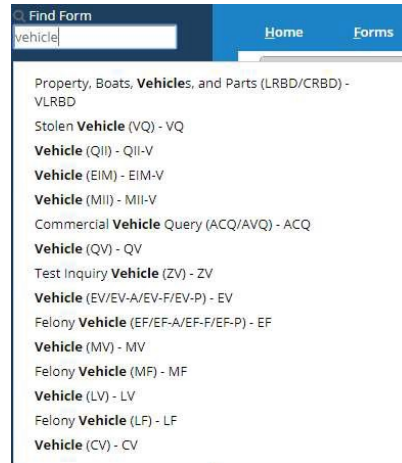 Find Form
vehicle
Home Forms
Property, Boats, Vehicles, and Parts (LRBD/CRBD) -
VLRBD
Stolen Vehicle (VQ) - VQ
Vehicle (QII) - QII-V
Vehicle (EIM) - EIM-V
Vehicle (MII) - MII-V
Commercial Vehicle Query (ACQ/AVQ) - ACQ
Vehicle (QV) - QV
Test Inquiry Vehicle (ZV) - ZV
Vehicle (EV/EV-A/EV-F/EV-P) - EV
Felony Vehicle (EF/EF-A/EF-F/EF-P) - EF
Vehicle (MV) - MV
Felony Vehicle (MF) - MF
Vehicle (LV) - LV
Felony Vehicle (LF) - LF
Vehicle (CV) - CV